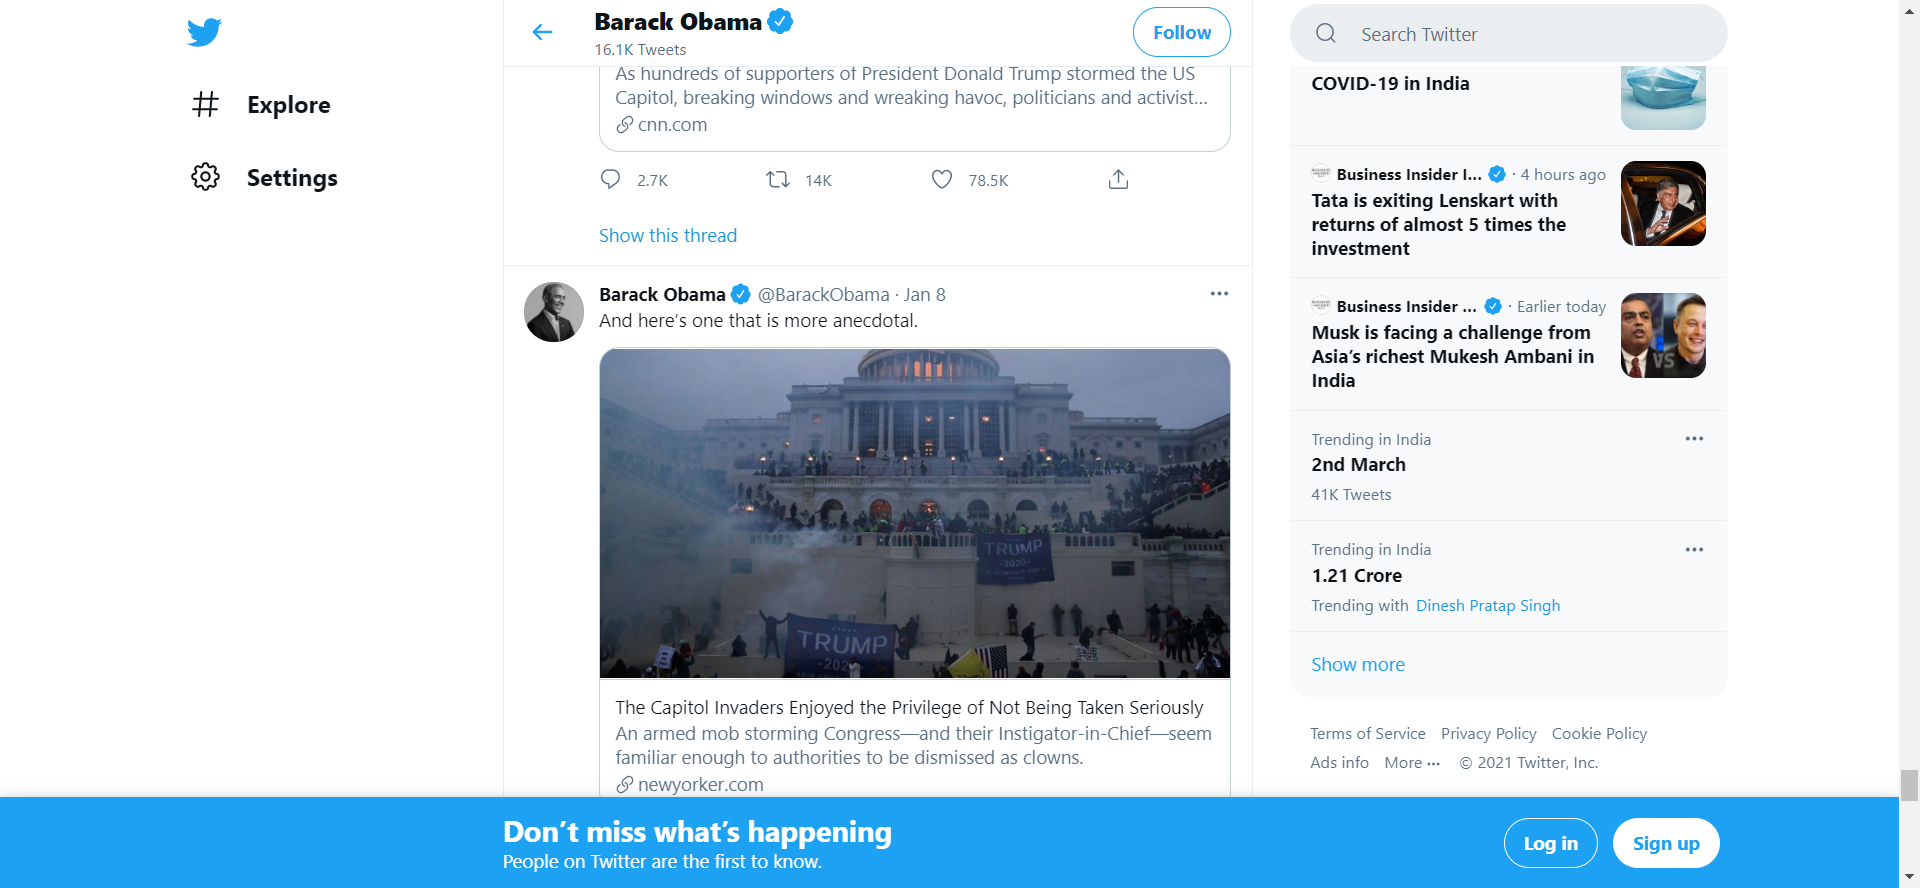 Explore
Settings
Barack Obama
16.1K Tweets
Follow
As hundreds of supporters of President Donald Trump stormed the US
Capitol, breaking windows and wreaking havoc, politicians and activist...
cnn.com
2.7K
14K
78.5K
Show this thread
Barack Obama @BarackObama · Jan 8
And here's one that is more anecdotal.
TRUMP
-2020-
TRUMP
-202
The Capitol Invaders Enjoyed the Privilege of Not Being Taken Seriously
An armed mob storming Congress—and their Instigator-in-Chief—seem
familiar enough to authorities to be dismissed as clowns.
newyorker.com
Search Twitter
COVID-19 in India
Business Insider I... · 4 hours ago
Tata is exiting Lenskart with
returns of almost 5 times the
investment
Business Insider ... · Earlier today
Musk is facing a challenge from
Asia's richest Mukesh Ambani in
India
VS
Trending in India
2nd March
41K Tweets
Trending in India
1.21 Crore
Trending with Dinesh Pratap Singh
Show more
Terms of Service Privacy Policy Cookie Policy
Ads info More ··· © 2021 Twitter, Inc.
Don't miss what's happening
People on Twitter are the first to know.
Log in
Sign up